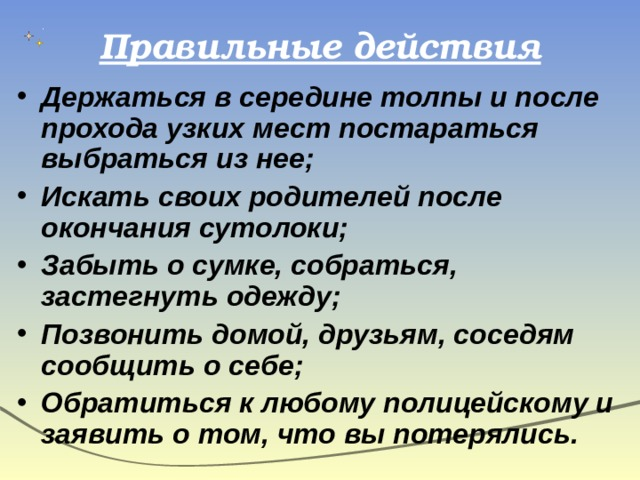 Правильные действия
• Держаться в середине толпы и после
прохода узких мест постараться
выбраться из нее;
• Искать своих родителей после
окончания сутолоки;
• Забыть о сумке, собраться,
застегнуть одежду;
• Позвонить домой, друзьям, соседям
сообщить о себе;
• Обратиться к любому полицейскому и
заявить о том, что вы потерялись.